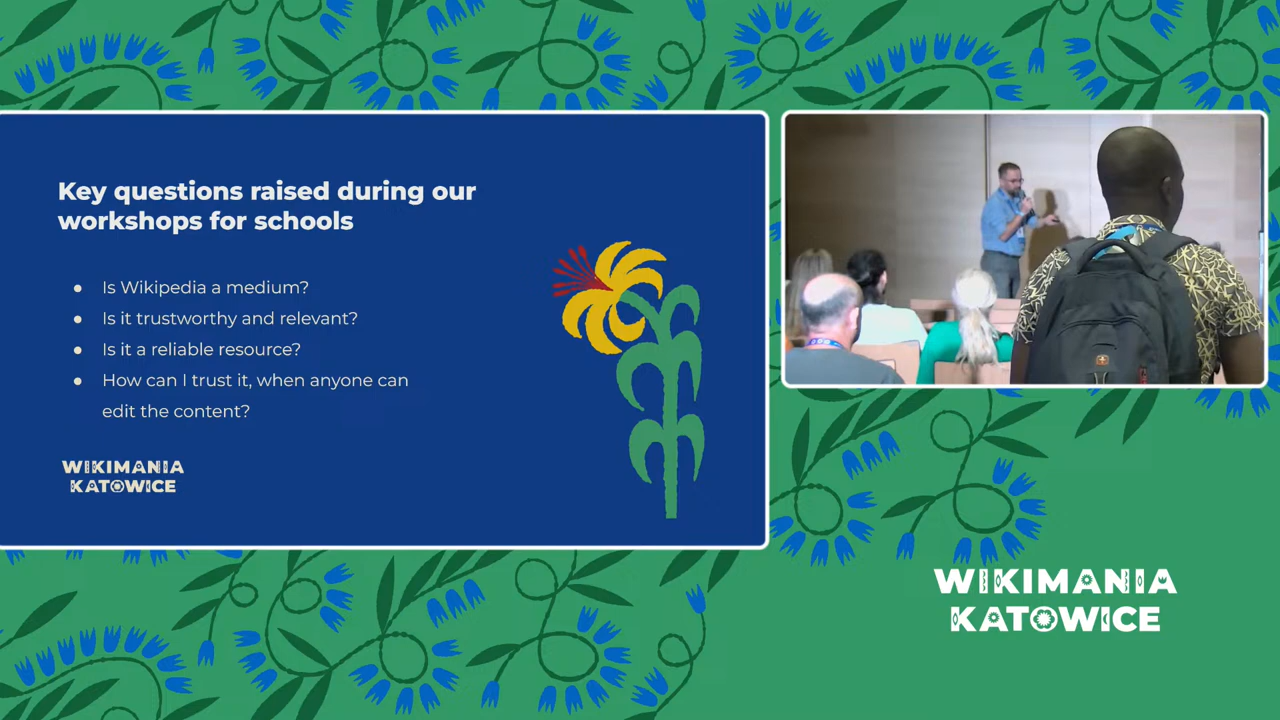 Key questions raised during our
workshops for schools
● Is Wikipedia a medium?
● Is it trustworthy and relevant?
● Is it a reliable resource?
● How can I trust it, when anyone can
edit the content?
WIKIMANIA
KATOWICE
WIKIMANIA
KATOWICE